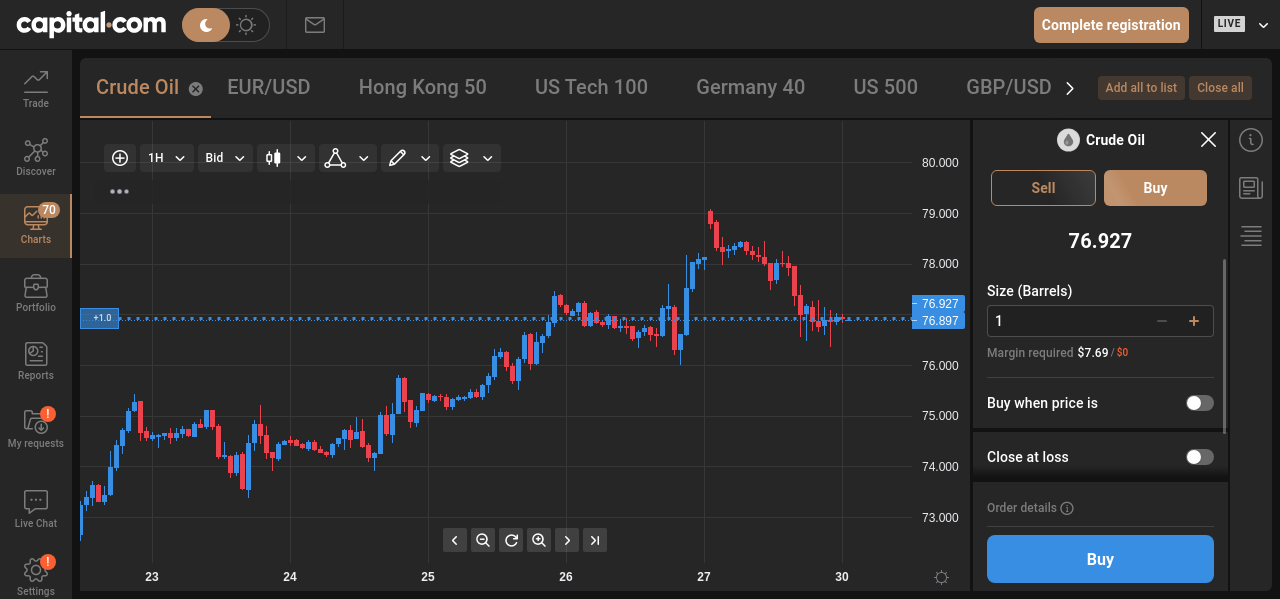 capital.com
Complete registration
LIVE
Trade
Discover
70
Charts
Portfolio
Reports
!
My requests
Live Chat
!
Settings
Crude Oil
EUR/USD
Hong Kong 50
US Tech 100
Germany 40
US 500
GBP/USD
Add all to list
Close all
1H
Bid
80.000
79.000
78.000
76.927
76.897
76.000
75.000
74.000
73.000
+1.0
23
24
25
26
27
30
Crude Oil
Sell
Buy
76.927
Size (Barrels)
1
Margin required $7.69 / $0
Buy when price is
Close at loss
Order details
Buy